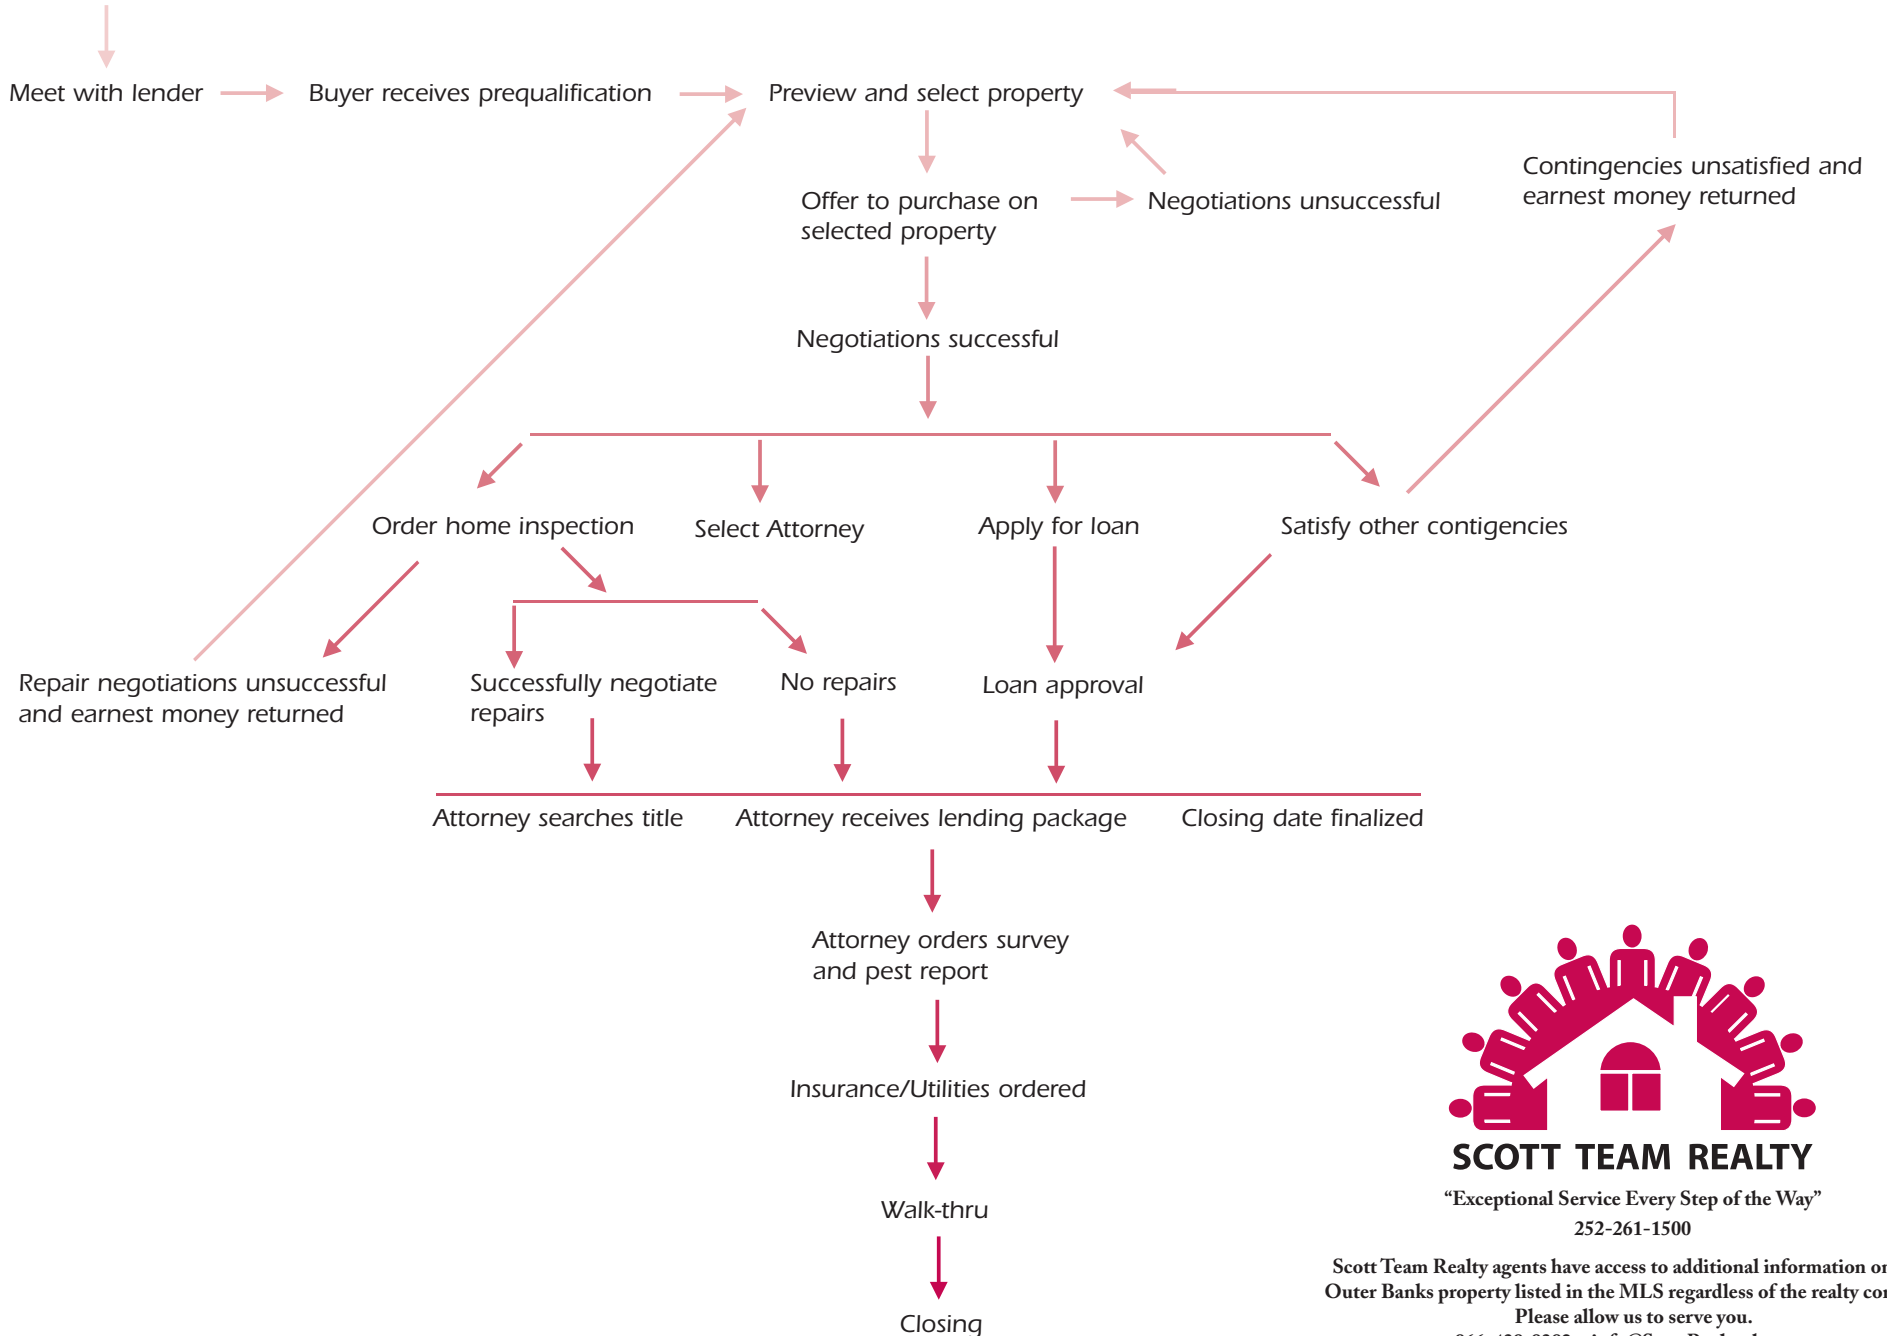 Meet with lender
Buyer receives prequalification
Preview and select property
Contingencies unsatisfied and
earnest money returned
Offer to purchase on
selected property
Negotiations unsuccessful
Negotiations successful
Order home inspection
Select Attorney
Apply for loan
Satisfy other contigencies
Repair negotiations unsuccessful
and earnest money returned
Successfully negotiate
repairs
No repairs
Loan approval
Attorney searches title
Attorney receives lending package
Closing date finalized
Attorney orders survey
and pest report
Insurance/Utilities ordered
Walk-thru
Closing
SCOTT TEAM REALTY
“Exceptional Service Every Step of the Way”
252-261-1500
Scott Team Realty agents have access to additional information
Outer Banks property listed in the MLS regardless of the realty
Please allow us to serve you.